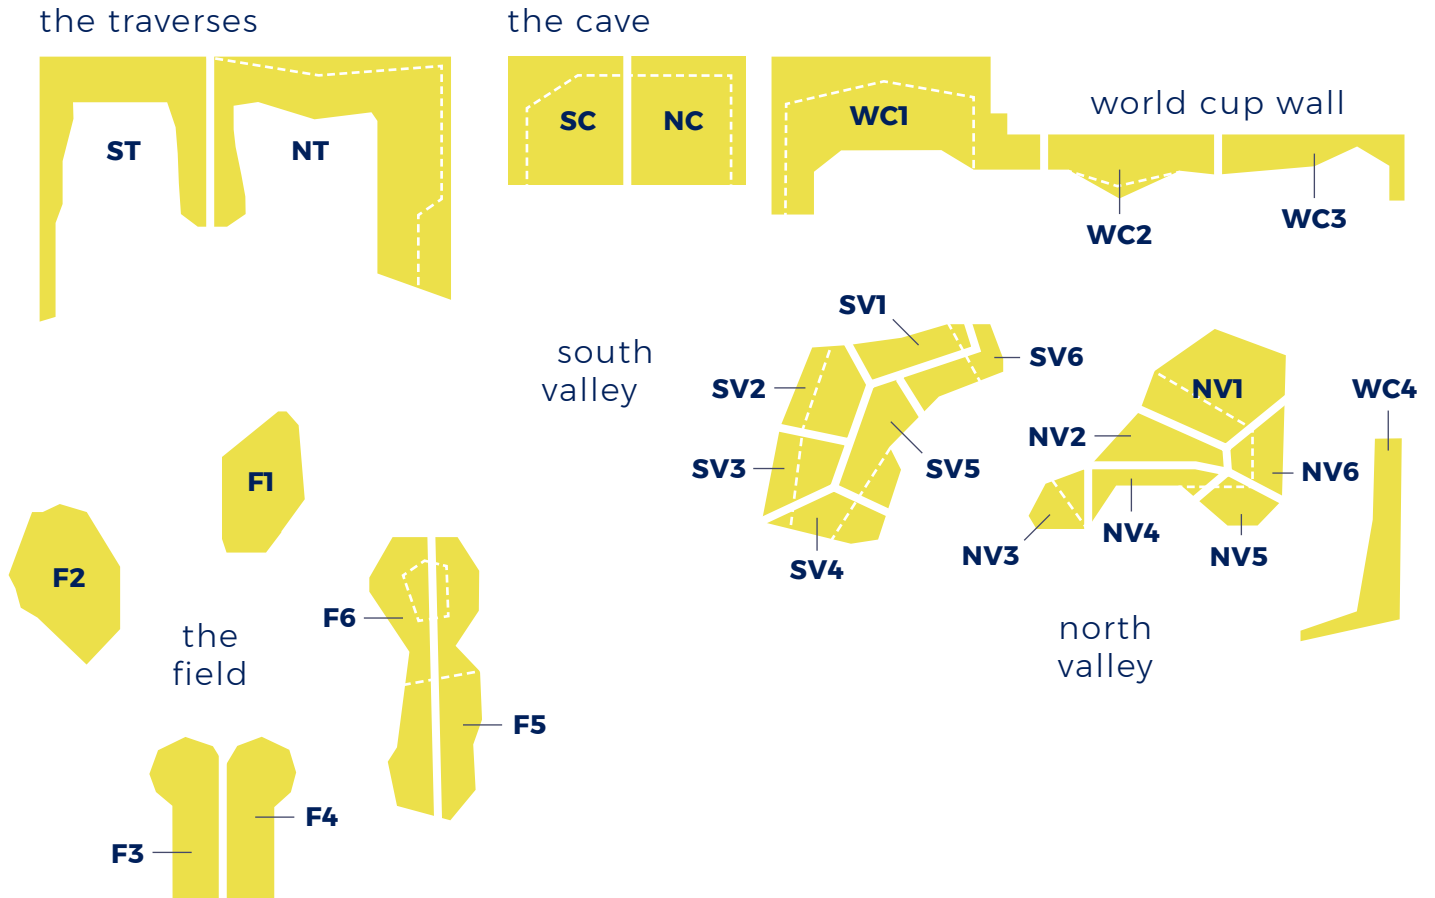 the traverses
the cave
world cup wall
SC
NC
WC1
ST
NT
WC2
WC3
SV1
south
valley
SV2
SV6
NV1
WC4
NV2
SV3
SV5
NV6
F1
NV3
NV4
NV5
SV4
F2
F6
the
field
north
valley
F5
F4
F3